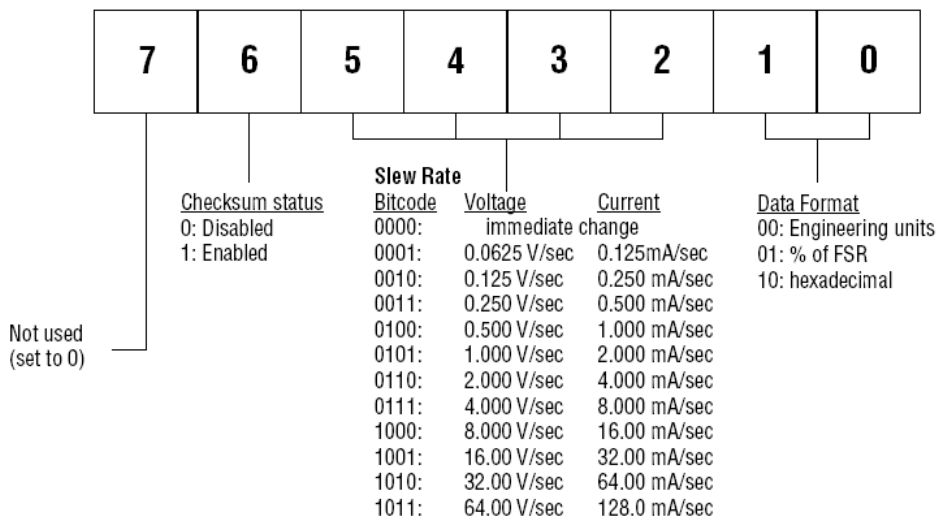 7 6 5 4 3 2 1 0
Checksum status
0: Disabled
1: Enabled
Not used
(set to 0)
Slew Rate
Bitcode Voltage Current
0000: immediate change
0001: 0.0625 V/sec 0.125mA/sec
0010: 0.125 V/sec 0.250 mA/sec
0011: 0.250 V/sec 0.500 mA/sec
0100: 0.500 V/sec 1.000 mA/sec
0101: 1.000 V/sec 2.000 mA/sec
0110: 2.000 V/sec 4.000 mA/sec
0111: 4.000 V/sec 8.000 mA/sec
1000: 8.000 V/sec 16.00 mA/sec
1001: 16.00 V/sec 32.00 mA/sec
1010: 32.00 V/sec 64.00 mA/sec
1011: 64.00 V/sec 128.0 mA/sec
Data Format
00: Engineering units
01: % of FSR
10: hexadecimal